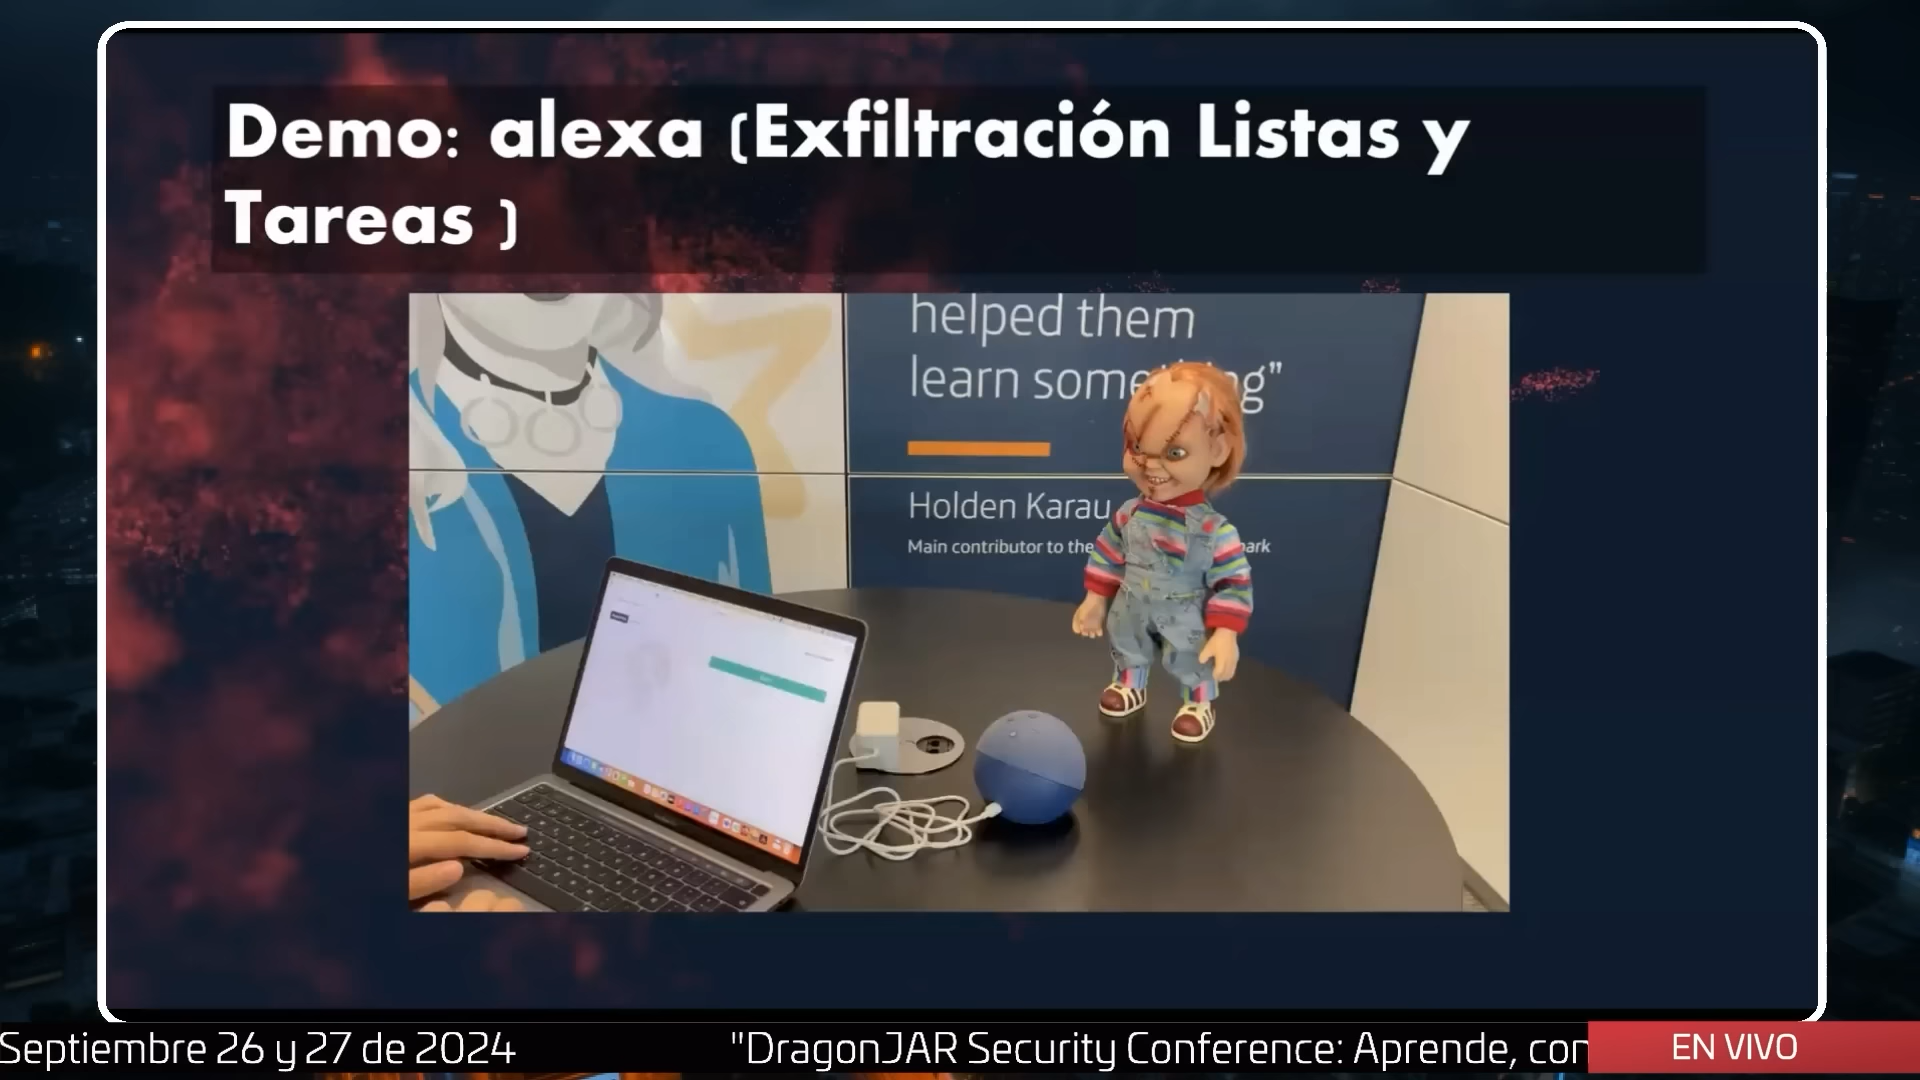 Demo: alexa (Exfiltración Listas y
Tareas )
helped them
learn some g"
Holden Karau
Main contributor to the ark
Septiembre 26 y 27 de 2024 "DragonJAR Security Conference: Aprende, con EN VIVO